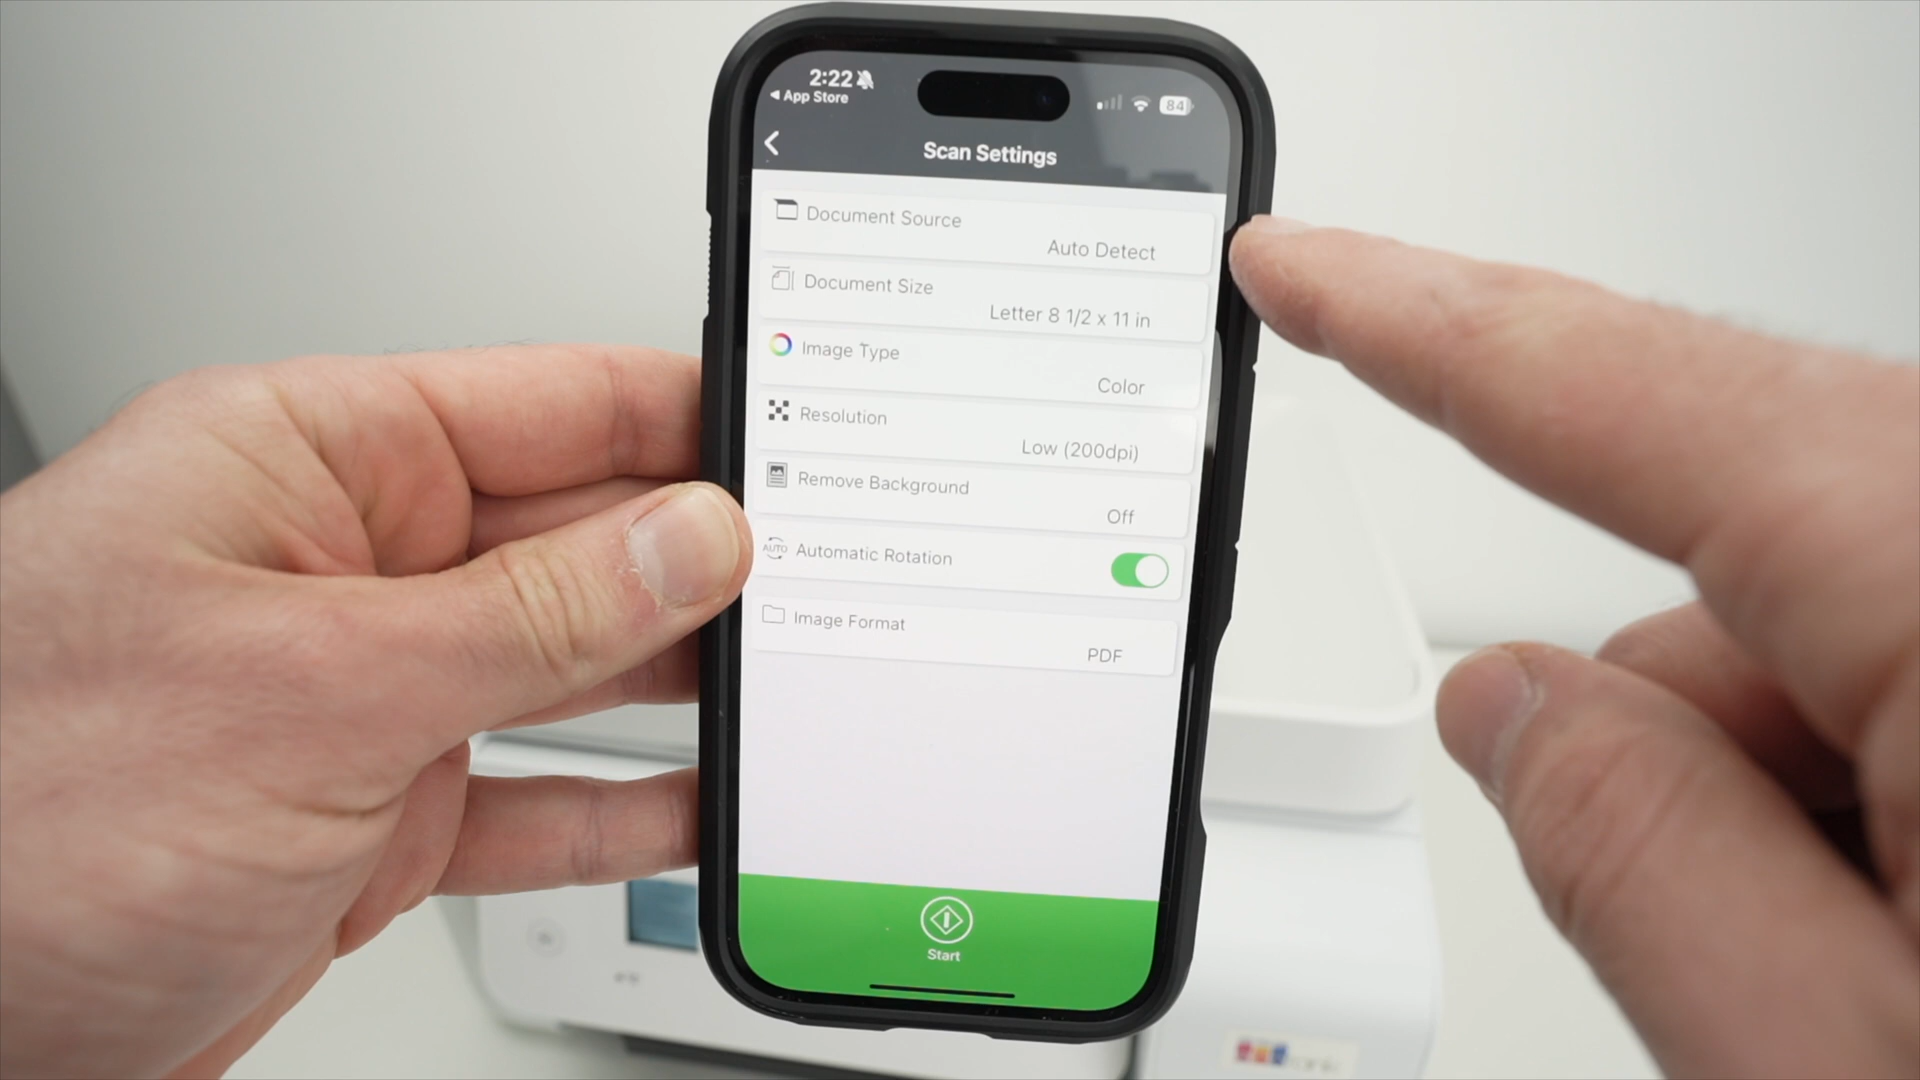 2:22
App Store
84
Scan Settings
Document Source
Auto Detect
Document Size
Letter 8 1/2 x 11 in
Image Type
Color
Resolution
Low (200dpi)
Remove Background
Off
AUTO
Automatic Rotation
Image Format
PDF
Start